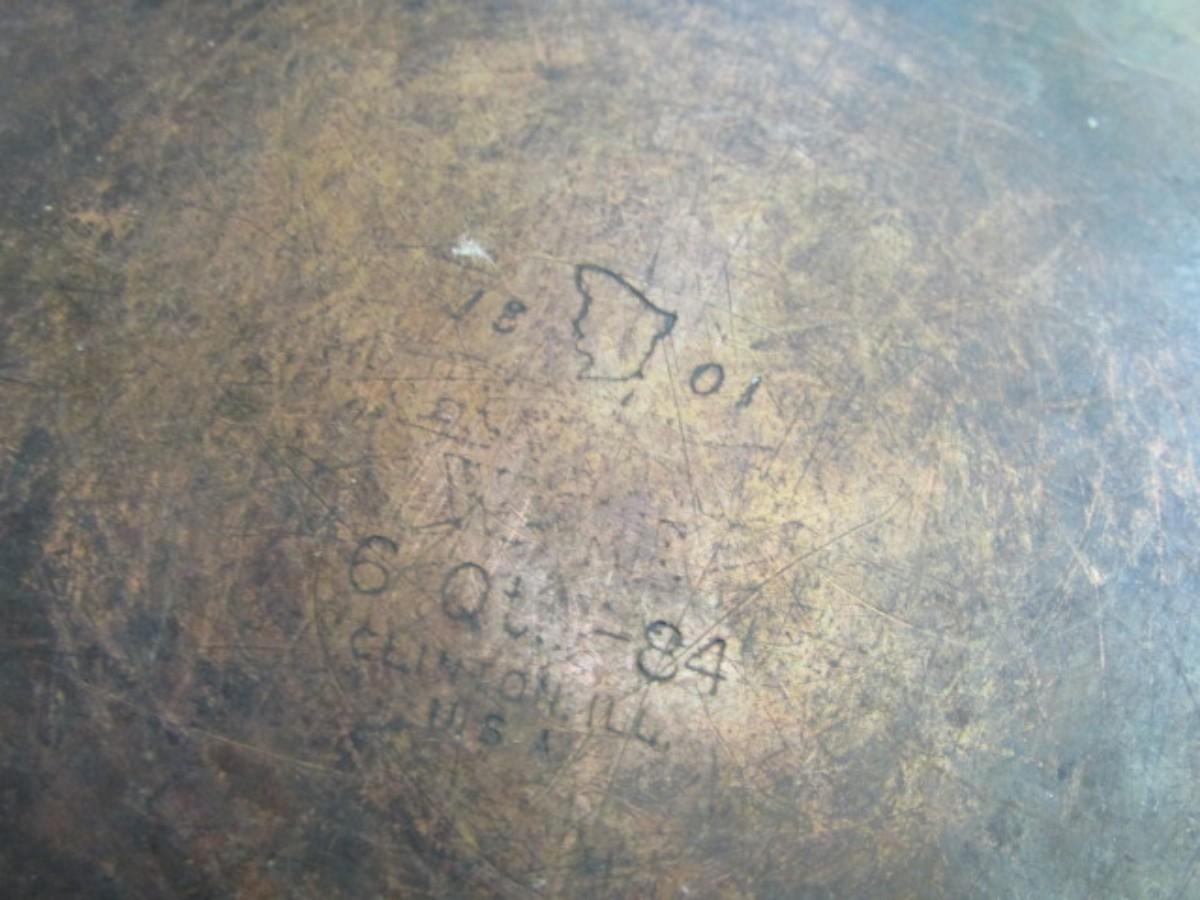 18 01
6 Qt. -84
CLINTON, ILL.
U S A